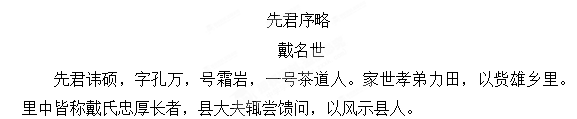 先君序略
戴名世
先君讳硕，字孔万，号霜岩，一号茶道人。家世孝弟力田，以赀雄乡里。
里中皆称戴氏忠厚长者，县大夫辄尝馈问，以风示县人。